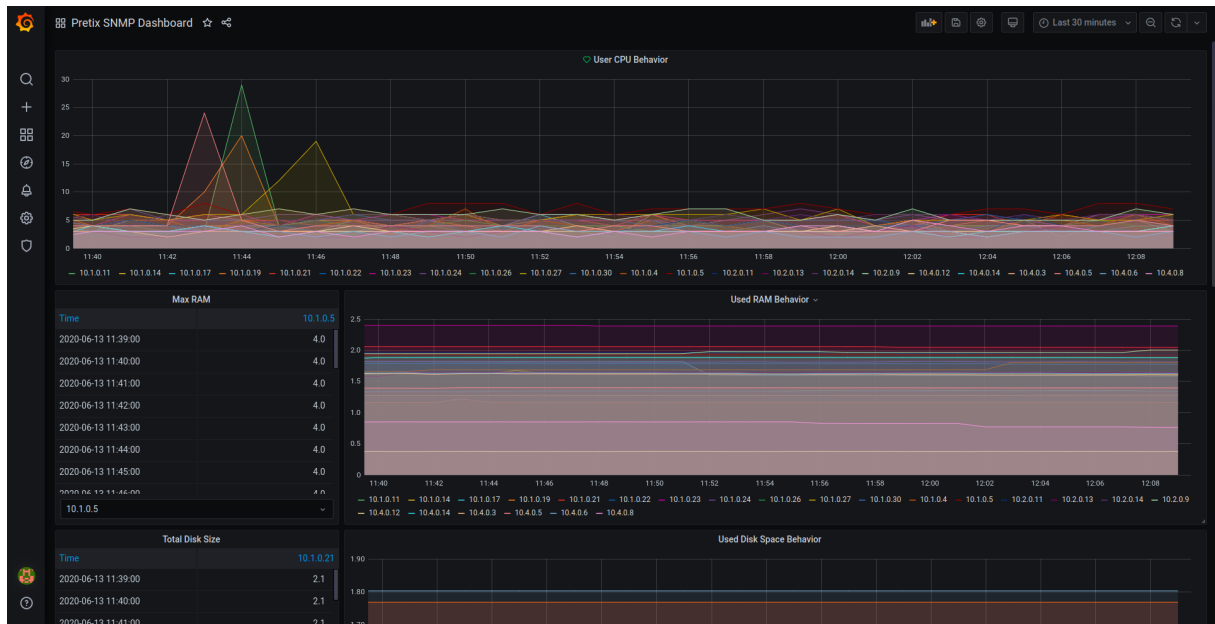 Pretix SNMP Dashboard
Last 30 minutes
User CPU Behavior
30
25
20
15
10
5
0
11:40 11:42 11:44 11:46 11:48 11:50 11:52 11:54 11:56 11:58 12:00 12:02 12:04 12:06 12:08
10.1.0.11 10.1.0.14 10.1.0.17 10.1.0.19 10.1.0.21 10.1.0.22 10.1.0.23 10.1.0.24 10.1.0.26 10.1.0.27 10.1.0.30 10.1.0.4 10.1.0.5 10.2.0.11 10.2.0.13 10.2.0.14 10.2.0.9 10.4.0.12 10.4.0.14 10.4.0.3 10.4.0.5 10.4.0.6 10.4.0.8
Max RAM
Time 10.1.0.5
2020-06-13 11:39:00 4.0
2020-06-13 11:40:00 4.0
2020-06-13 11:41:00 4.0
2020-06-13 11:42:00 4.0
2020-06-13 11:43:00 4.0
2020-06-13 11:44:00 4.0
2020-06-13 11:45:00 4.0
2020-06-13 11:46:00 4.0
10.1.0.5
Used RAM Behavior
2.5
2.0
1.5
1.0
0.5
0
11:40 11:42 11:44 11:46 11:48 11:50 11:52 11:54 11:56 11:58 12:00 12:02 12:04 12:06 12:08
10.1.0.11 10.1.0.14 10.1.0.17 10.1.0.19 10.1.0.21 10.1.0.22 10.1.0.23 10.1.0.24 10.1.0.26 10.1.0.27 10.1.0.30 10.1.0.4 10.1.0.5 10.2.0.11 10.2.0.13 10.2.0.14 10.2.0.9
10.4.0.12 10.4.0.14 10.4.0.3 10.4.0.5 10.4.0.6 10.4.0.8
Total Disk Size
Time 10.1.0.21
2020-06-13 11:39:00 2.1
2020-06-13 11:40:00 2.1
2020-06-13 11:41:00 2.1
Used Disk Space Behavior
1.90
1.80
1.70